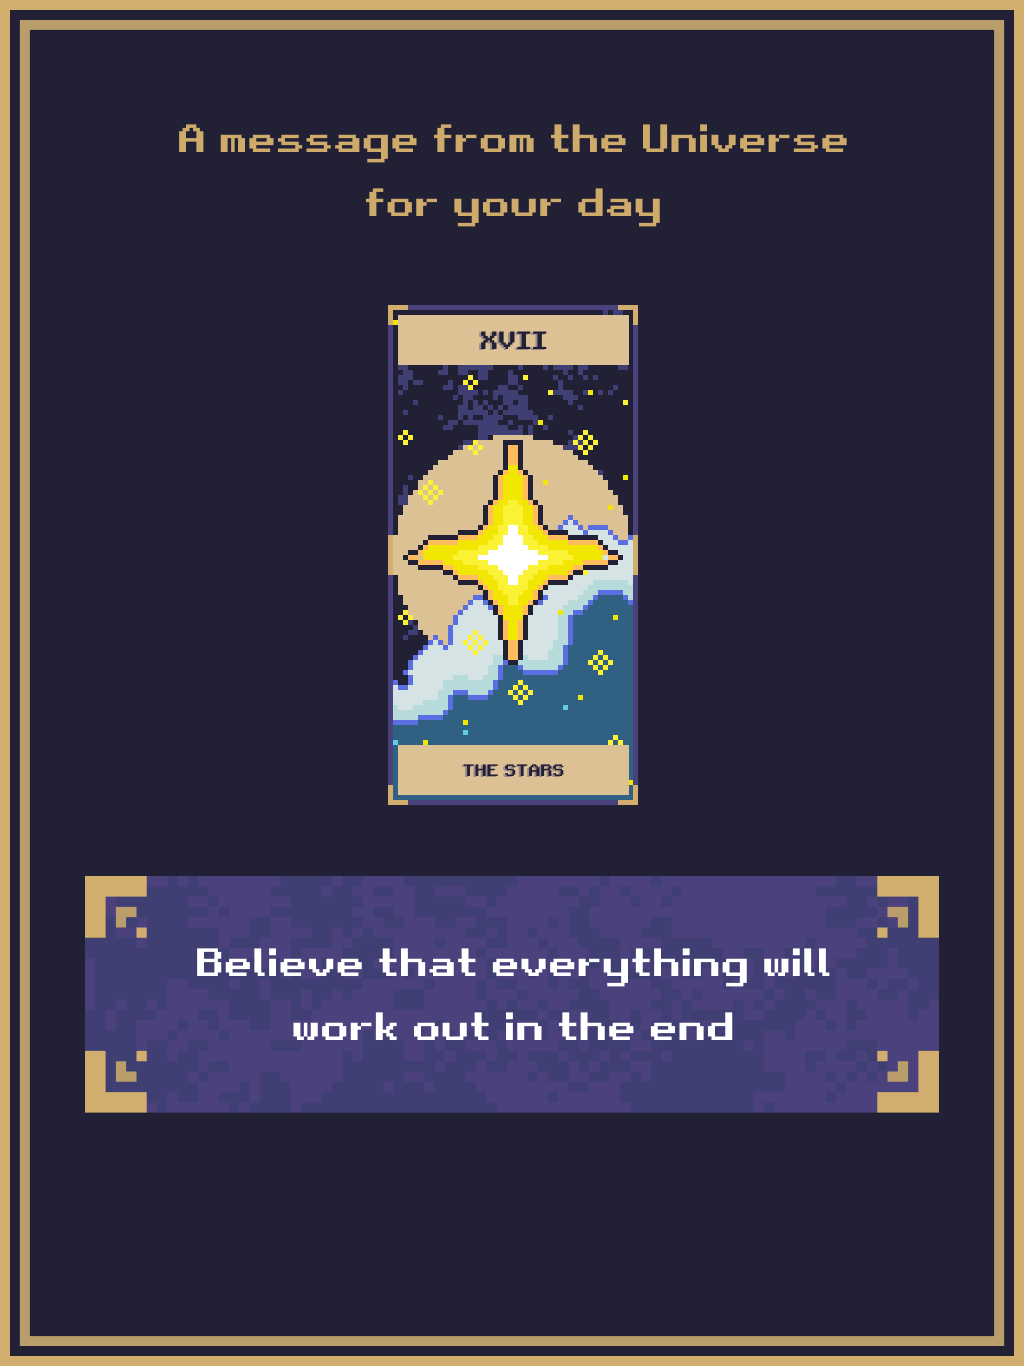 A message from the Universe
for your day
XVII
THE STARS
Believe that everything will
work out in the end